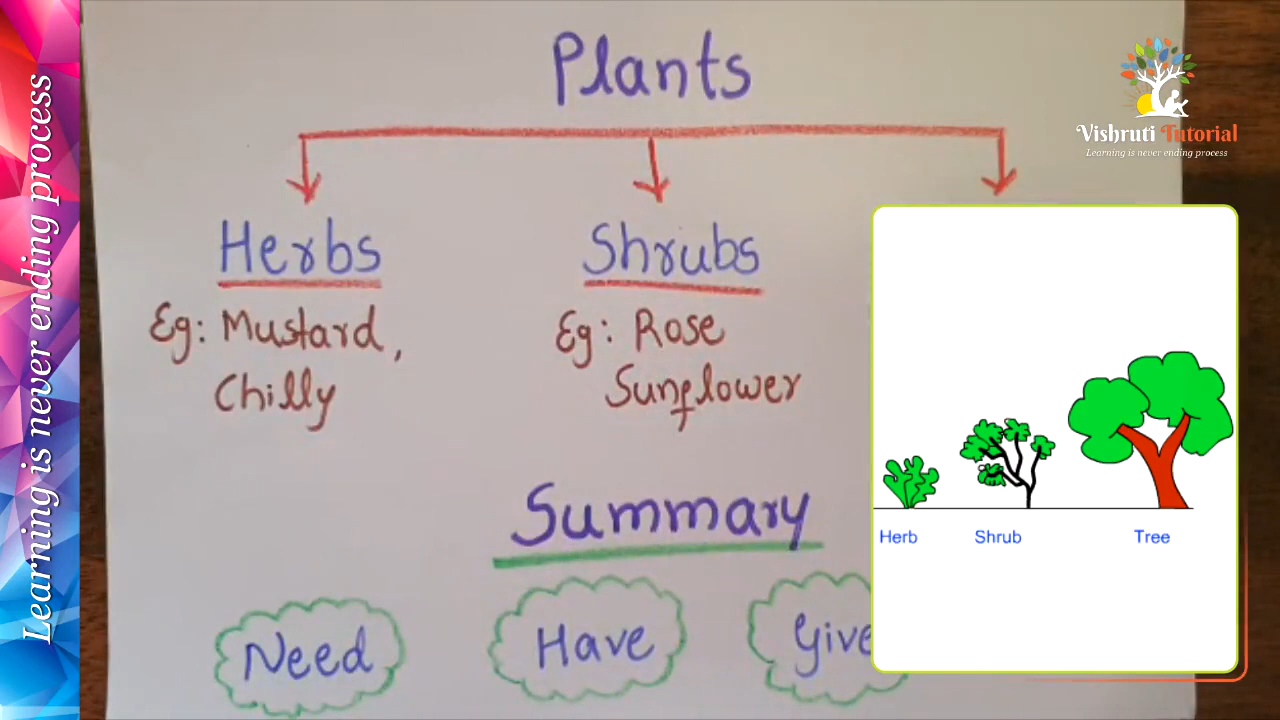 Learning is never ending process
Plants
Vishruti Tutorial
Learning is never ending process
Herbs
Shrubs
Eg: Mustard,
Chilly
Eg: Rose
Sunflower
Herb
Shrub
Tree
Summary
Need
Have
Give